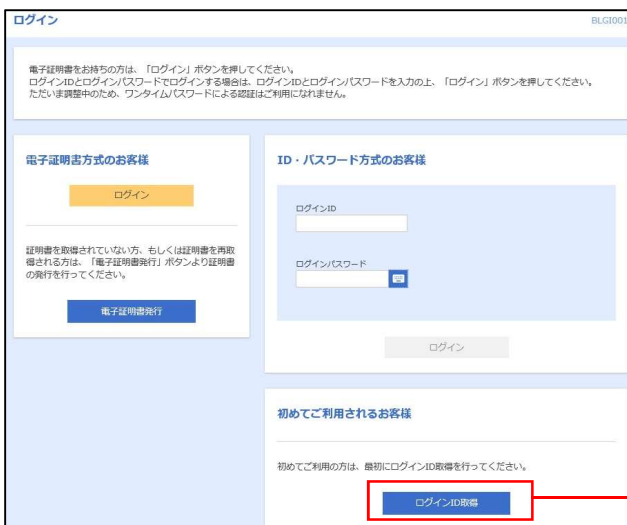 ログイン
BLGI001
電子証明書をお持ちの方は、「ログイン」ボタンを押してください。
ログインIDとログインパスワードでログインする場合は、ログインIDとログインパスワードを入力の上、「ログイン」ボタンを押してください。
ただいま調整中のため、ワンタイムパスワードによる認証はご利用になれません。
電子証明書方式のお客様
ログイン
証明書を取得されていない方、もしくは証明書を再取
得される方は、「電子証明書発行」ボタンより証明書
の発行を行ってください。
電子証明書発行
ID・パスワード方式のお客様
ログインID
ログインパスワード
ログイン
初めてご利用されるお客様
初めてご利用の方は、最初にログインID取得を行ってください。
ログインID取得